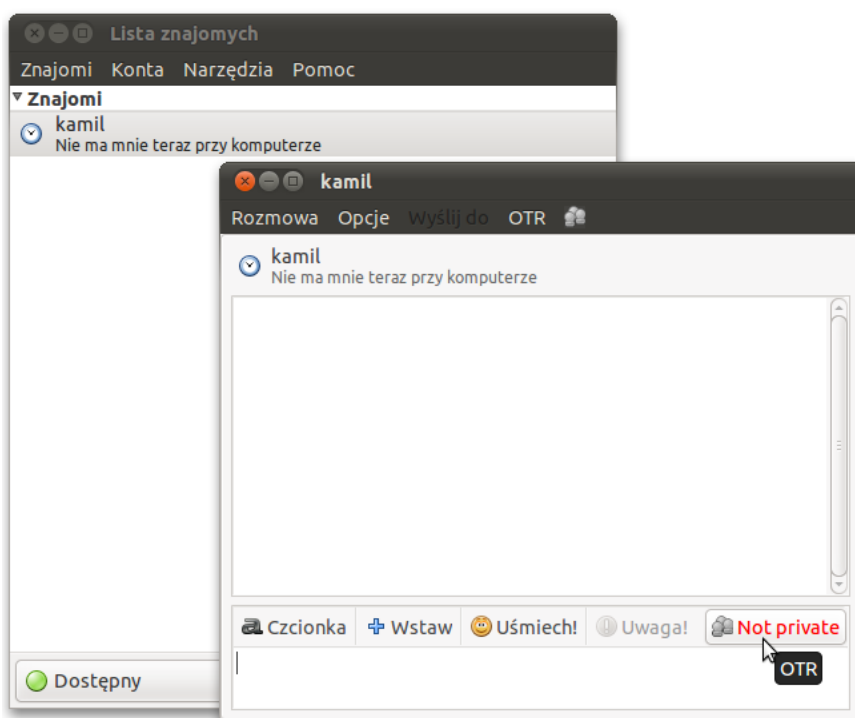 Lista znajomych
Znajomi Konta Narzędzia Pomoc
Znajomi
kamil
Nie ma mnie teraz przy komputerze
kamil
Rozmowa Opcje Wyślij do OTR
kamil
Nie ma mnie teraz przy komputerze
Czcionka Wstaw Uśmiech! Uwaga! Not private
OTR
Dostępny